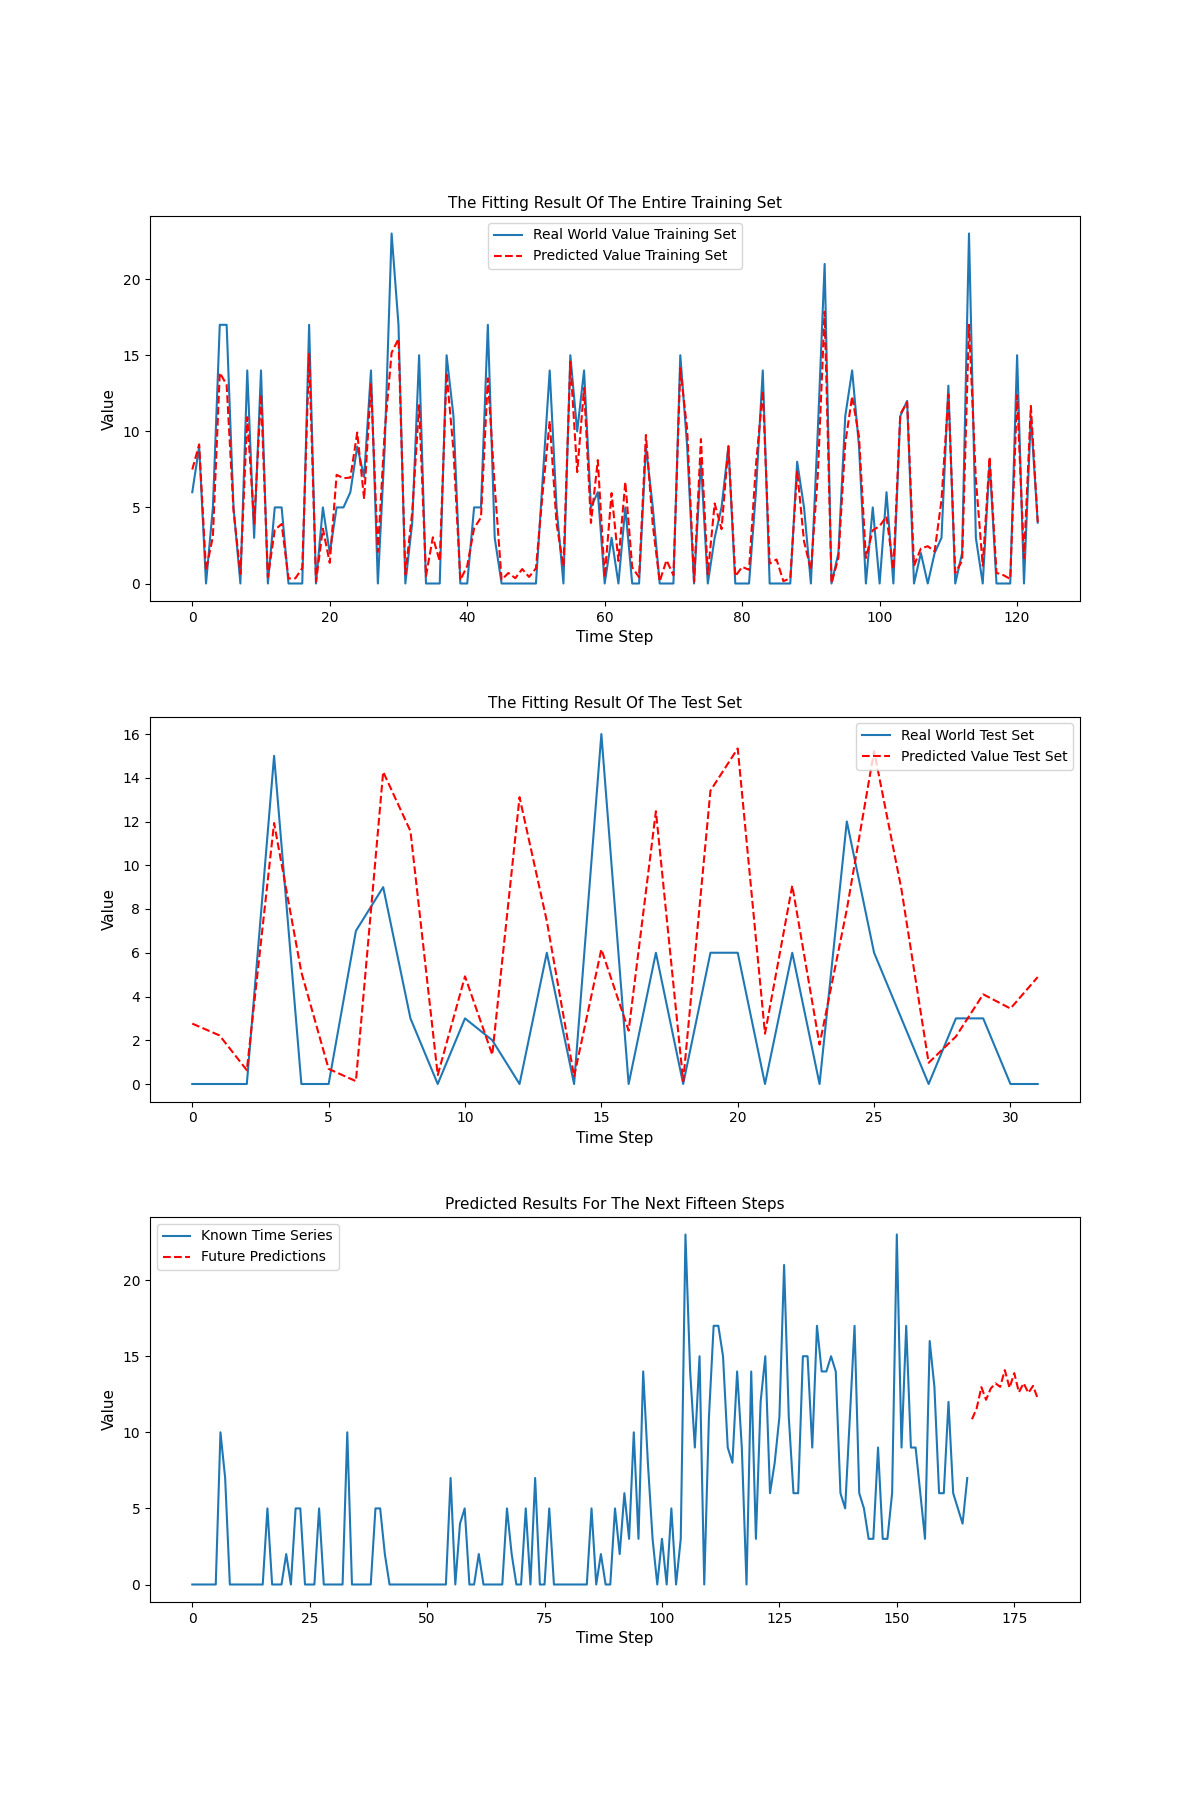 The Fitting Result Of The Entire Training Set
Real World Value Training Set
Predicted Value Training Set
20
15
10
5
0
Value
0 20 40 60 80 100 120
Time Step
The Fitting Result Of The Test Set
Real World Test Set
Predicted Value Test Set
16
14
12
10
8
6
4
2
0
Value
0 5 10 15 20 25 30
Time Step
Predicted Results For The Next Fifteen Steps
Known Time Series
Future Predictions
20
15
10
5
0
Value
0 25 50 75 100 125 150 175
Time Step